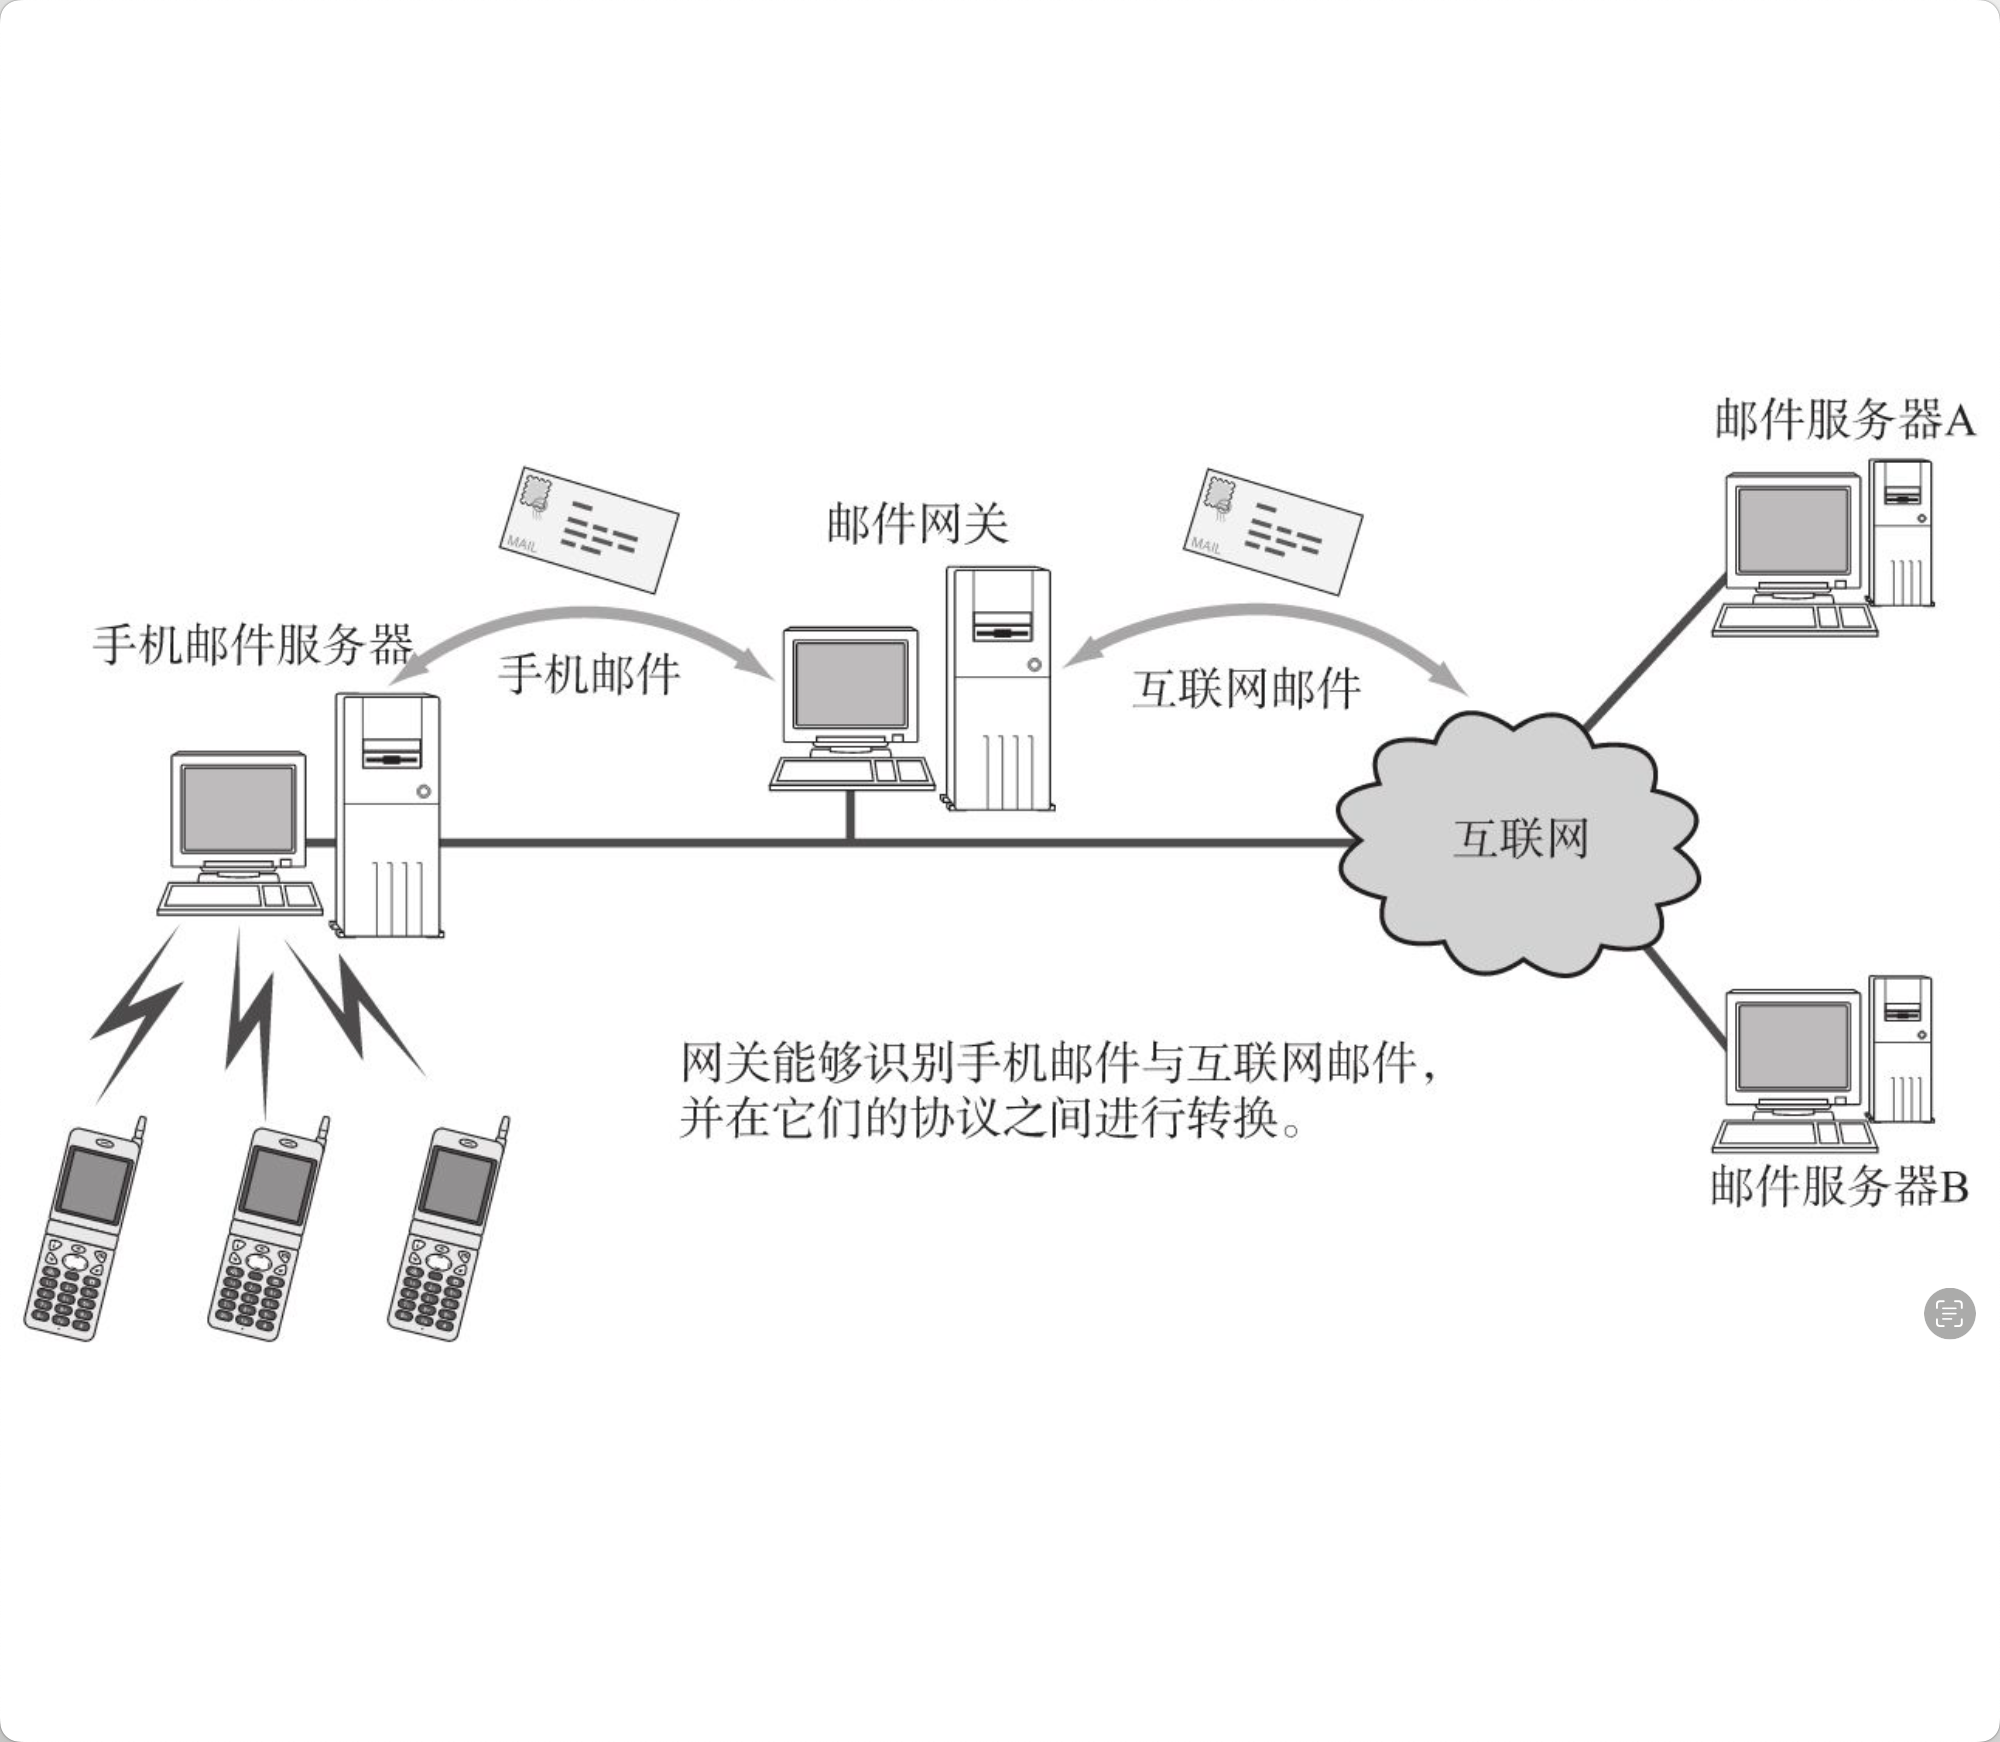 邮件服务器A
MAIL
邮件网关
MAIL
手机邮件服务器
手机邮件
互联网邮件
互联网
网关能够识别手机邮件与互联网邮件，
并在它们的协议之间进行转换。
邮件服务器B